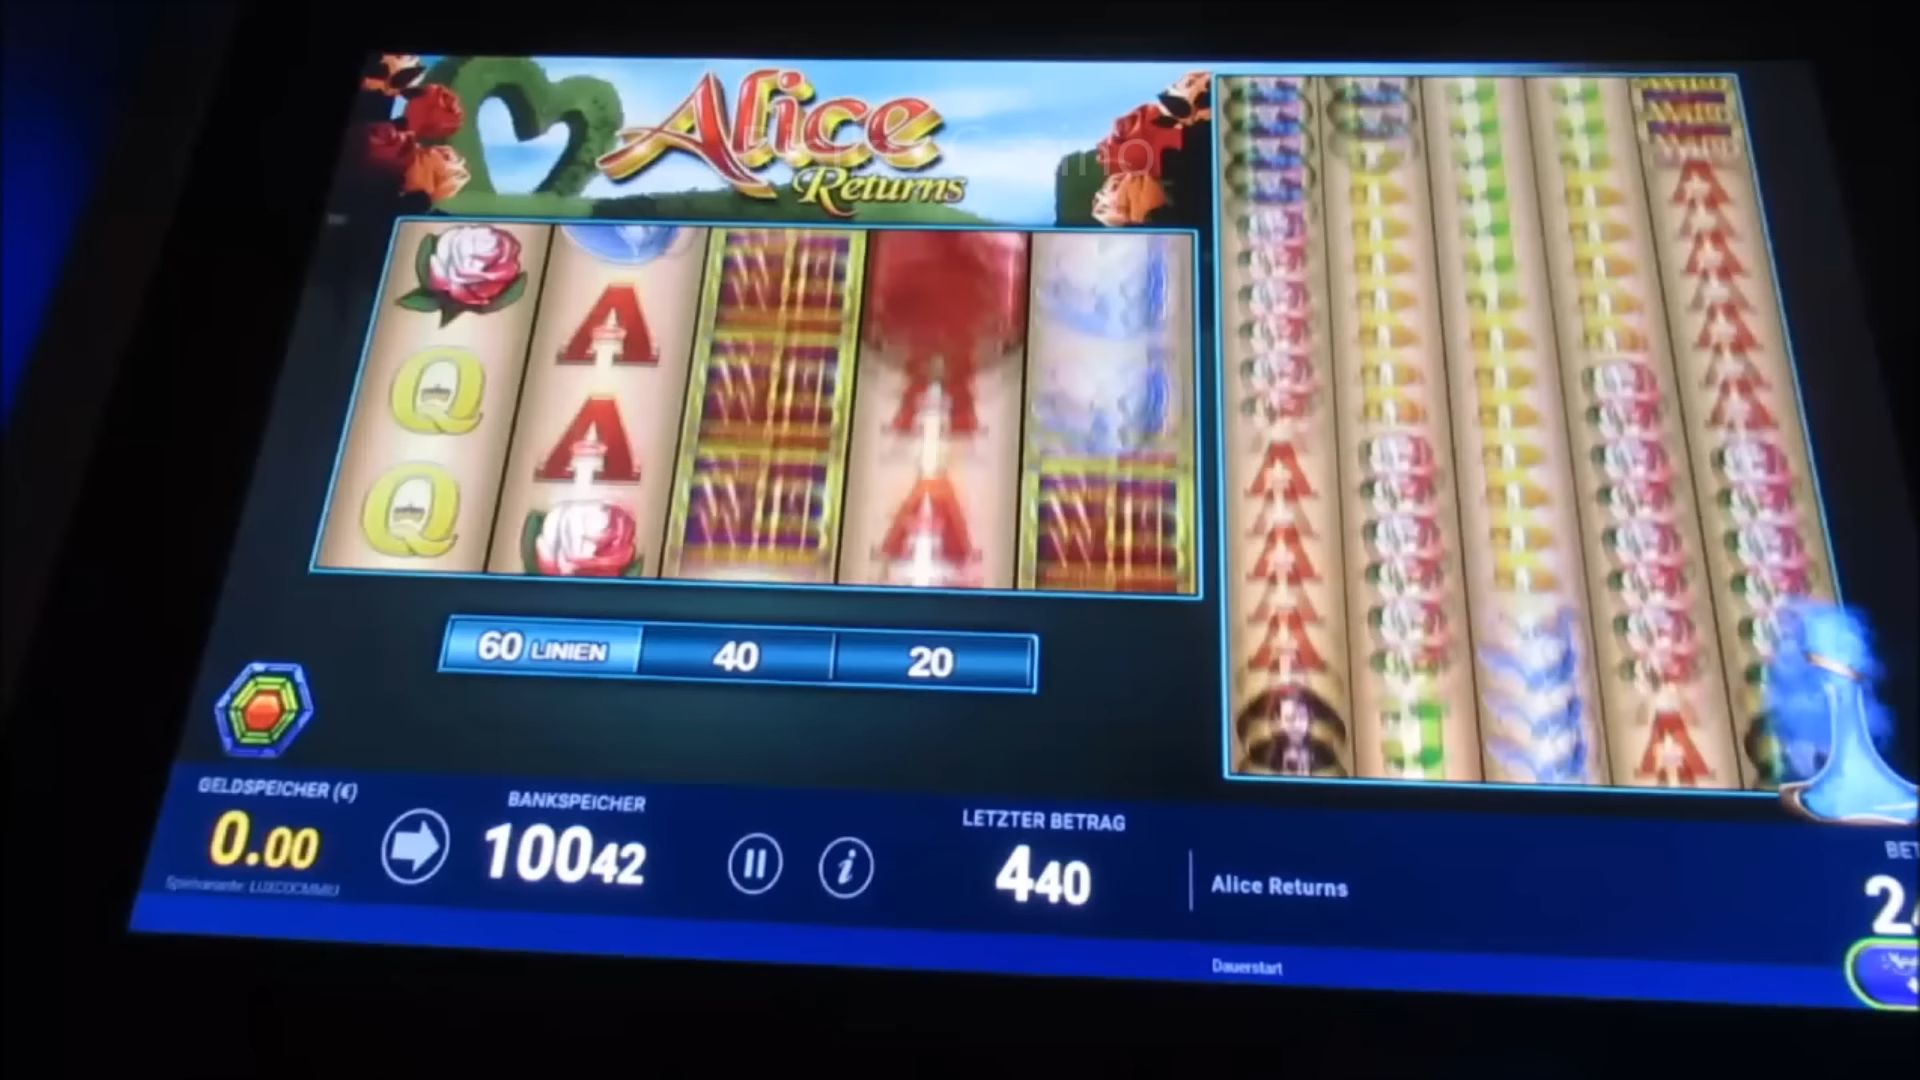 Alice
Returns
A
Q
A
Q
60 LINIEN
40
20
GELDSPEICHER (€)
0.00
BANKSPEICHER
10042
LETZTER BETRAG
440
Alice Returns
Dauerstart